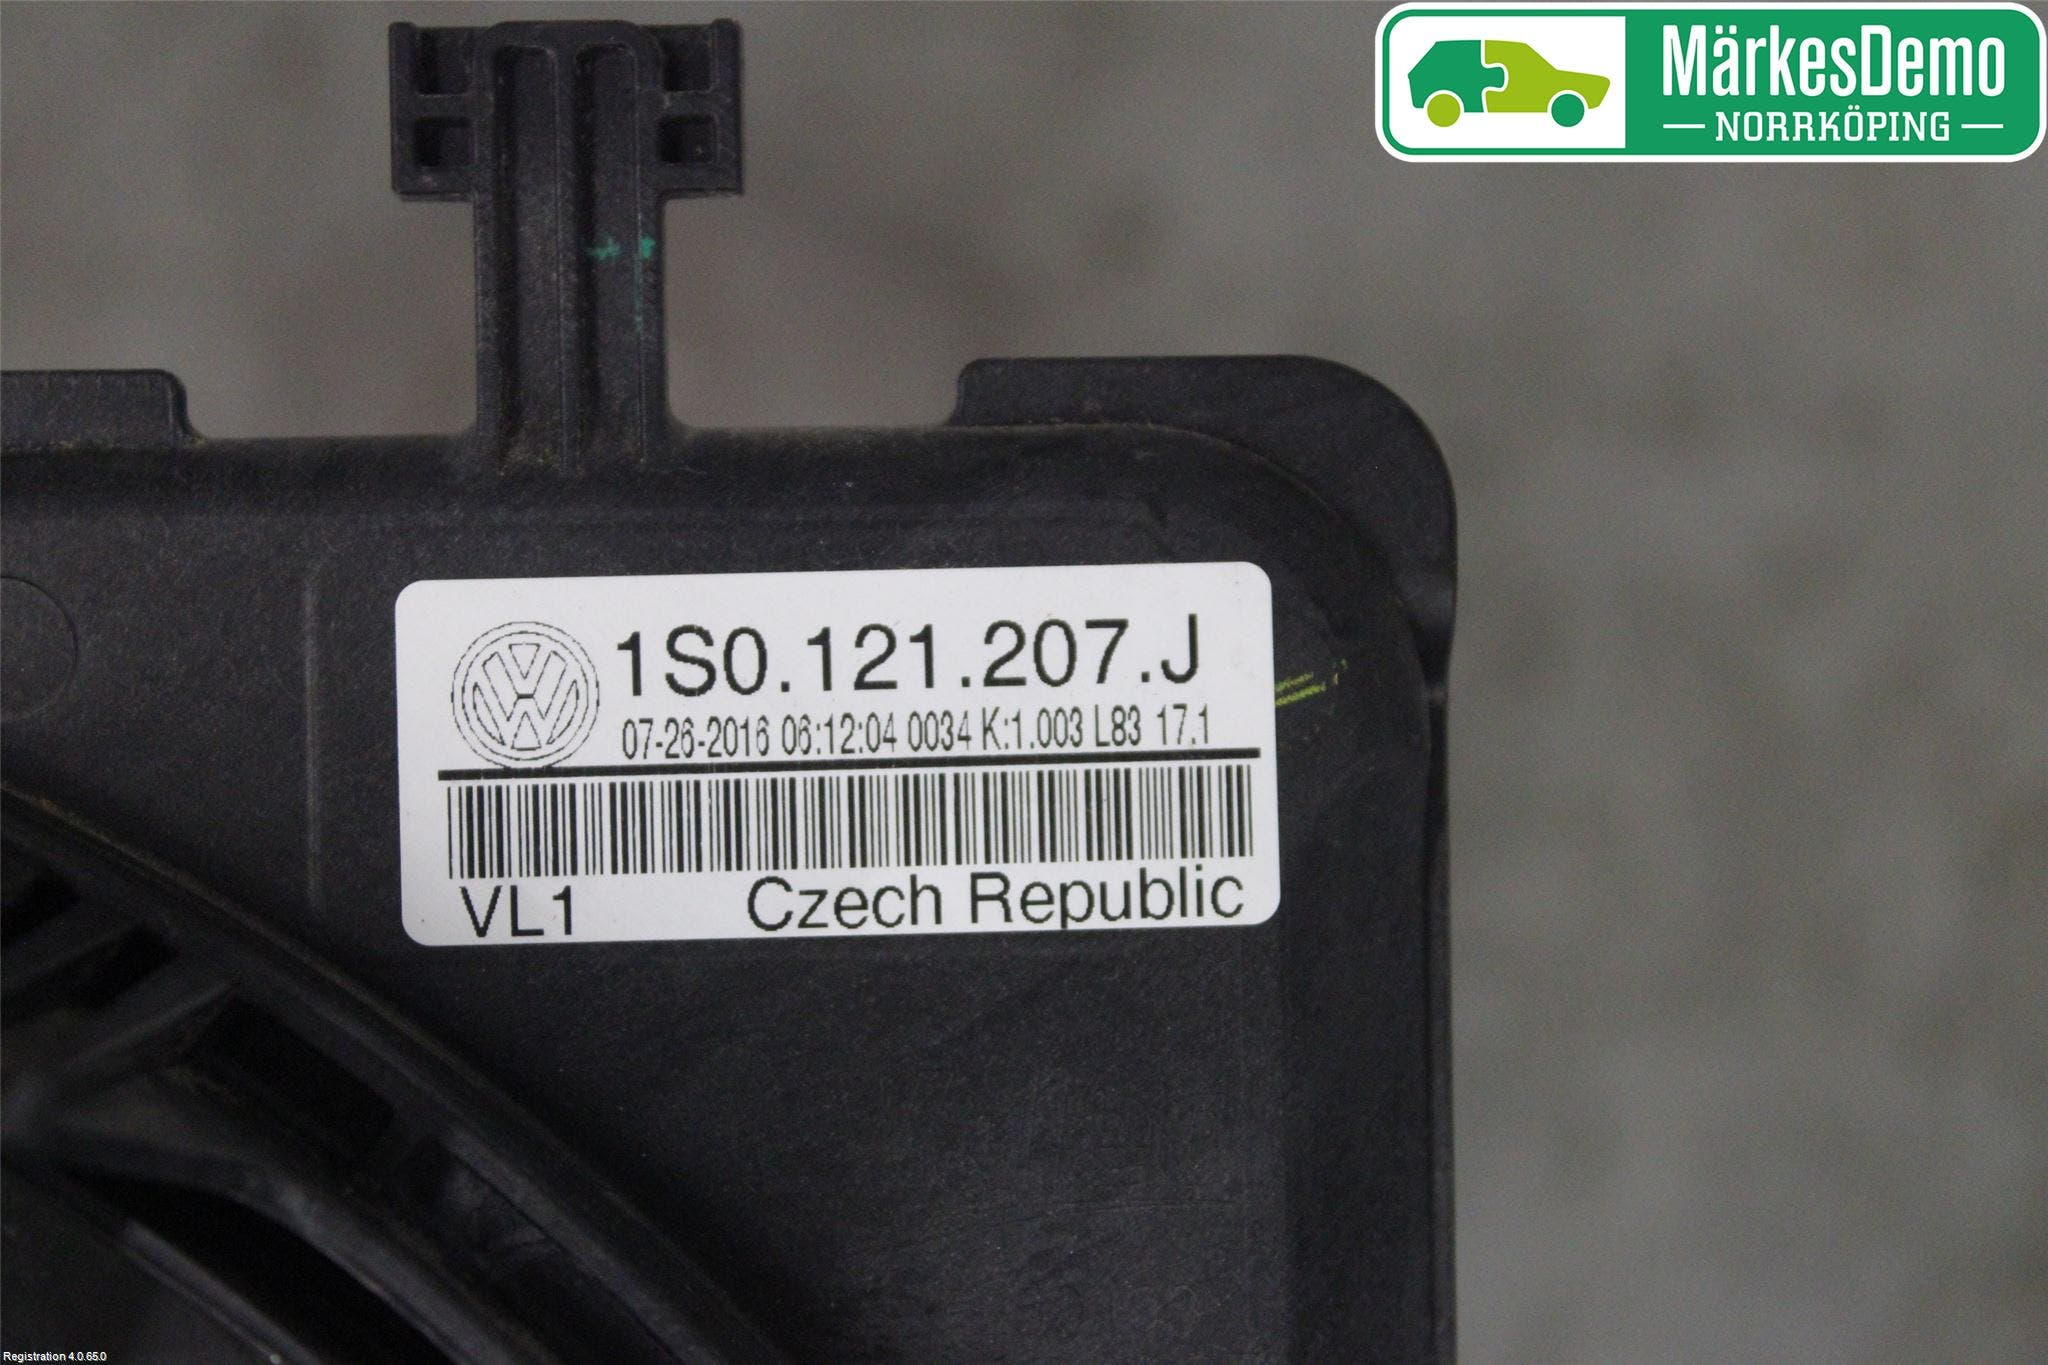 MärkesDemo
NORRKÖPING
1S0.121.207.J
07-26-2016 06:12:04 0034 K:1.003 L83 17.1
VL1 Czech Republic
Registration 4.0.65.0